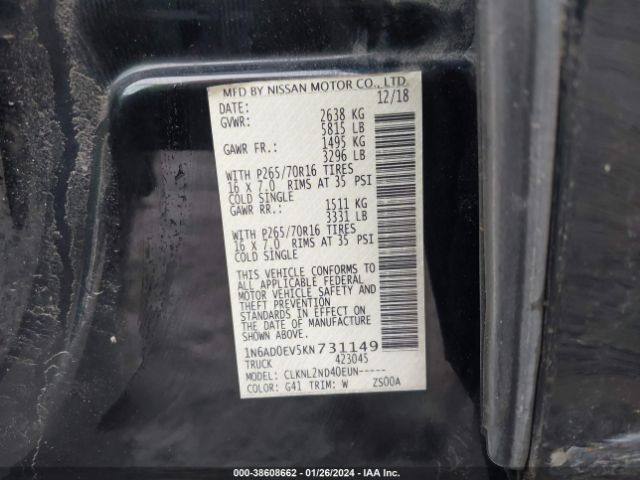 MFD BY NISSAN MOTOR CO., LTD.
DATE: 12/18
GVWR: 2638 KG
5815 LB
GAWR FR.: 1495 KG
3296 LB
WITH P265/70R16 TIRES
16 X 7.0 RIMS AT 35 PSI
COLD SINGLE
GAWR RR.: 1511 KG
3331 LB
WITH P265/70R16 TIRES
16 X 7.0 RIMS AT 35 PSI
COLD SINGLE
THIS VEHICLE CONFORMS TO
ALL APPLICABLE FEDERAL
MOTOR VEHICLE SAFETY AND
THEFT PREVENTION
STANDARDS IN EFFECT ON
THE DATE OF MANUFACTURE
SHOWN ABOVE.
1N6AD0EV5KN731149
TRUCK 423045
MODEL: CLKNL2ND40EUN-----
COLOR: G41 TRIM: W ZS00A
000-38608662 - 01/26/2024 - IAA Inc.